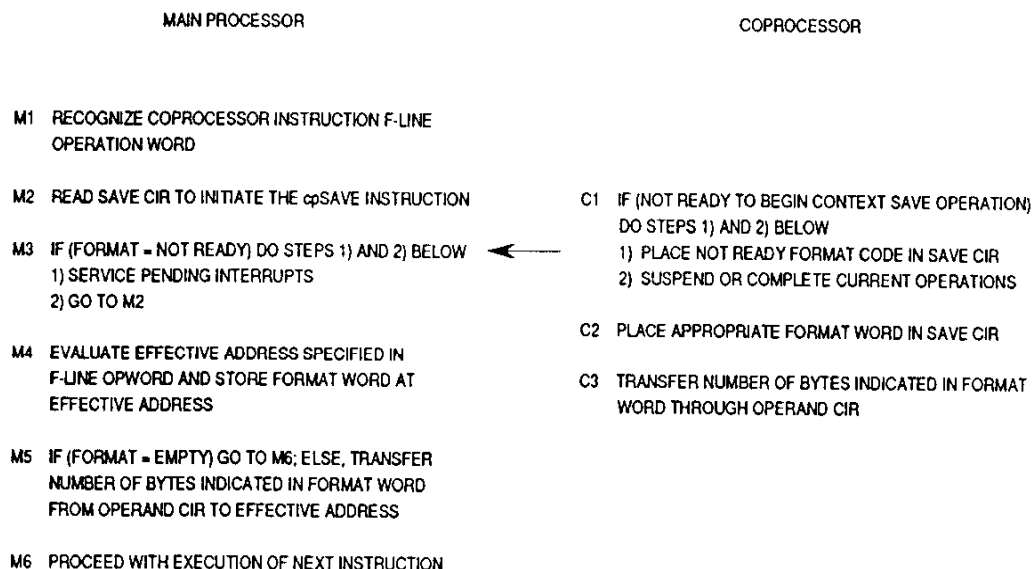 MAIN PROCESSOR
COPROCESSOR
M1 RECOGNIZE COPROCESSOR INSTRUCTION F-LINE
OPERATION WORD
M2 READ SAVE CIR TO INITIATE THE cpSAVE INSTRUCTION
M3 IF (FORMAT = NOT READY) DO STEPS 1) AND 2) BELOW
1) SERVICE PENDING INTERRUPTS
2) GO TO M2
M4 EVALUATE EFFECTIVE ADDRESS SPECIFIED IN
F-LINE OPWORD AND STORE FORMAT WORD AT
EFFECTIVE ADDRESS
M5 IF (FORMAT = EMPTY) GO TO M6; ELSE, TRANSFER
NUMBER OF BYTES INDICATED IN FORMAT WORD
FROM OPERAND CIR TO EFFECTIVE ADDRESS
M6 PROCEED WITH EXECUTION OF NEXT INSTRUCTION
C1 IF (NOT READY TO BEGIN CONTEXT SAVE OPERATION)
DO STEPS 1) AND 2) BELOW
1) PLACE NOT READY FORMAT CODE IN SAVE CIR
2) SUSPEND OR COMPLETE CURRENT OPERATIONS
C2 PLACE APPROPRIATE FORMAT WORD IN SAVE CIR
C3 TRANSFER NUMBER OF BYTES INDICATED IN FORMAT
WORD THROUGH OPERAND CIR